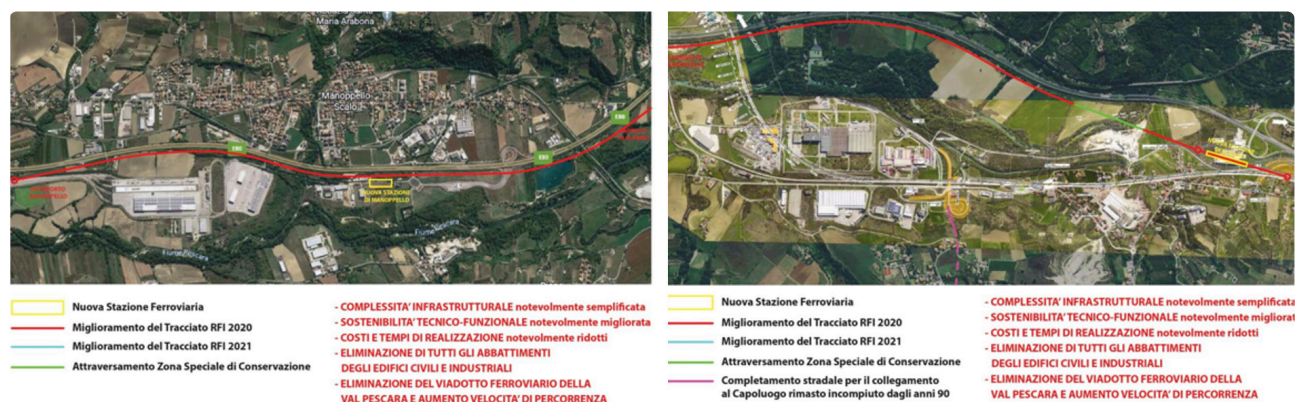 Maria Arabona
Manoppello
Scalo
E80
E80
E80
NUOVA STAZIONE
DI MANOPPELLO
Fiume Pescara
Nuova Stazione Ferroviaria
Miglioramento del Tracciato RFI 2020
Miglioramento del Tracciato RFI 2021
Attraversamento Zona Speciale di Conservazione
- COMPLESSITA' INFRASTRUTTURALE notevolmente semplificata
- SOSTENIBILITA' TECNICO-FUNZIONALE notevolmente migliorata
- COSTI E TEMPI DI REALIZZAZIONE notevolmente ridotti
- ELIMINAZIONE DI TUTTI GLI ABBATTIMENTI
DEGLI EDIFICI CIVILI E INDUSTRIALI
- ELIMINAZIONE DEL VIADOTTO FERROVIARIO DELLA
VAL PESCARA E AUMENTO VELOCITA' DI PERCORRENZA
Nuova Stazione Ferroviaria
Miglioramento del Tracciato RFI 2020
Miglioramento del Tracciato RFI 2021
Attraversamento Zona Speciale di Conservazione
Completamento stradale per il collegamento
al Capoluogo rimasto incompiuto dagli anni 90
- COMPLESSITA' INFRASTRUTTURALE notevolmente semplificata
- SOSTENIBILITA' TECNICO-FUNZIONALE notevolmente migliorat
- COSTI E TEMPI DI REALIZZAZIONE notevolmente ridotti
- ELIMINAZIONE DI TUTTI GLI ABBATTIMENTI
DEGLI EDIFICI CIVILI E INDUSTRIALI
- ELIMINAZIONE DEL VIADOTTO FERROVIARIO DELLA
VAL PESCARA E AUMENTO VELOCITA' DI PERCORRENZA